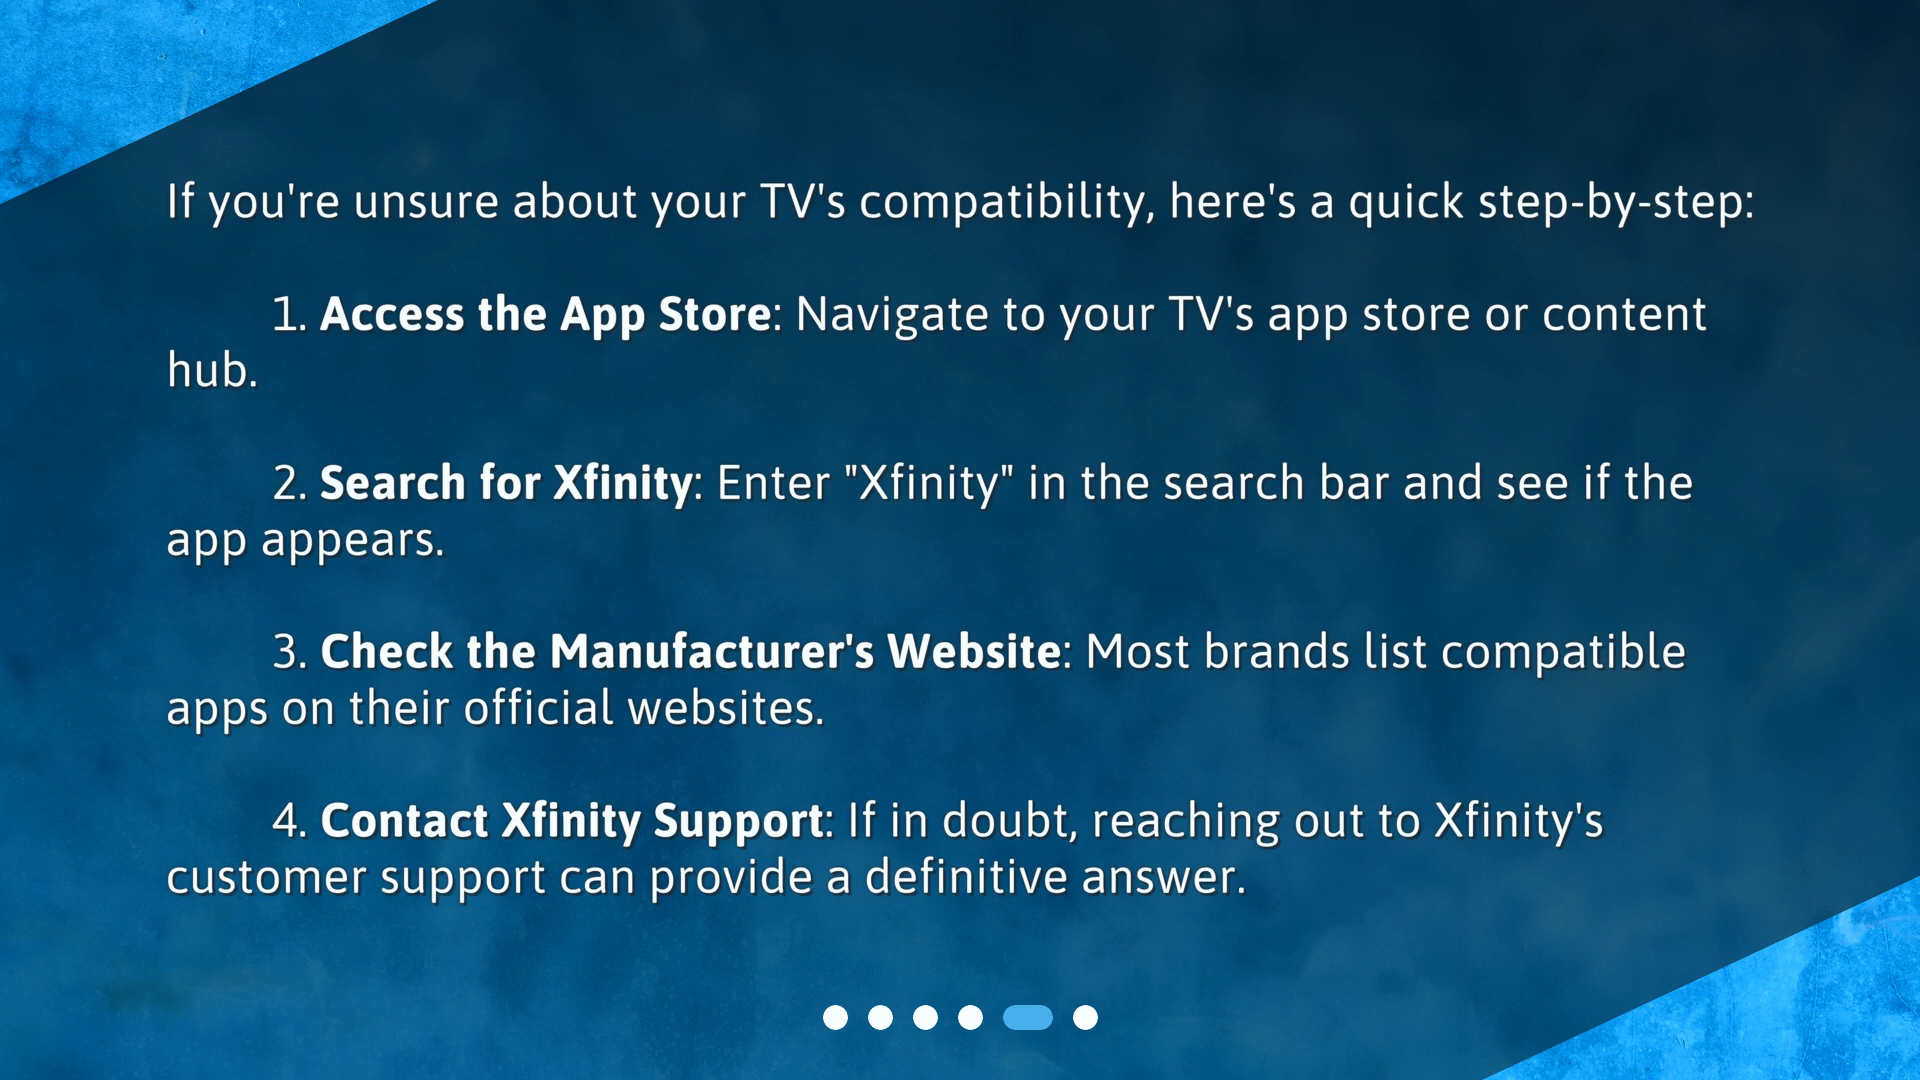 If you're unsure about your TV's compatibility, here's a quick step-by-step:
1. Access the App Store: Navigate to your TV's app store or content
hub.
2. Search for Xfinity: Enter "Xfinity" in the search bar and see if the
app appears.
3. Check the Manufacturer's Website: Most brands list compatible
apps on their official websites.
4. Contact Xfinity Support: If in doubt, reaching out to Xfinity's
customer support can provide a definitive answer.